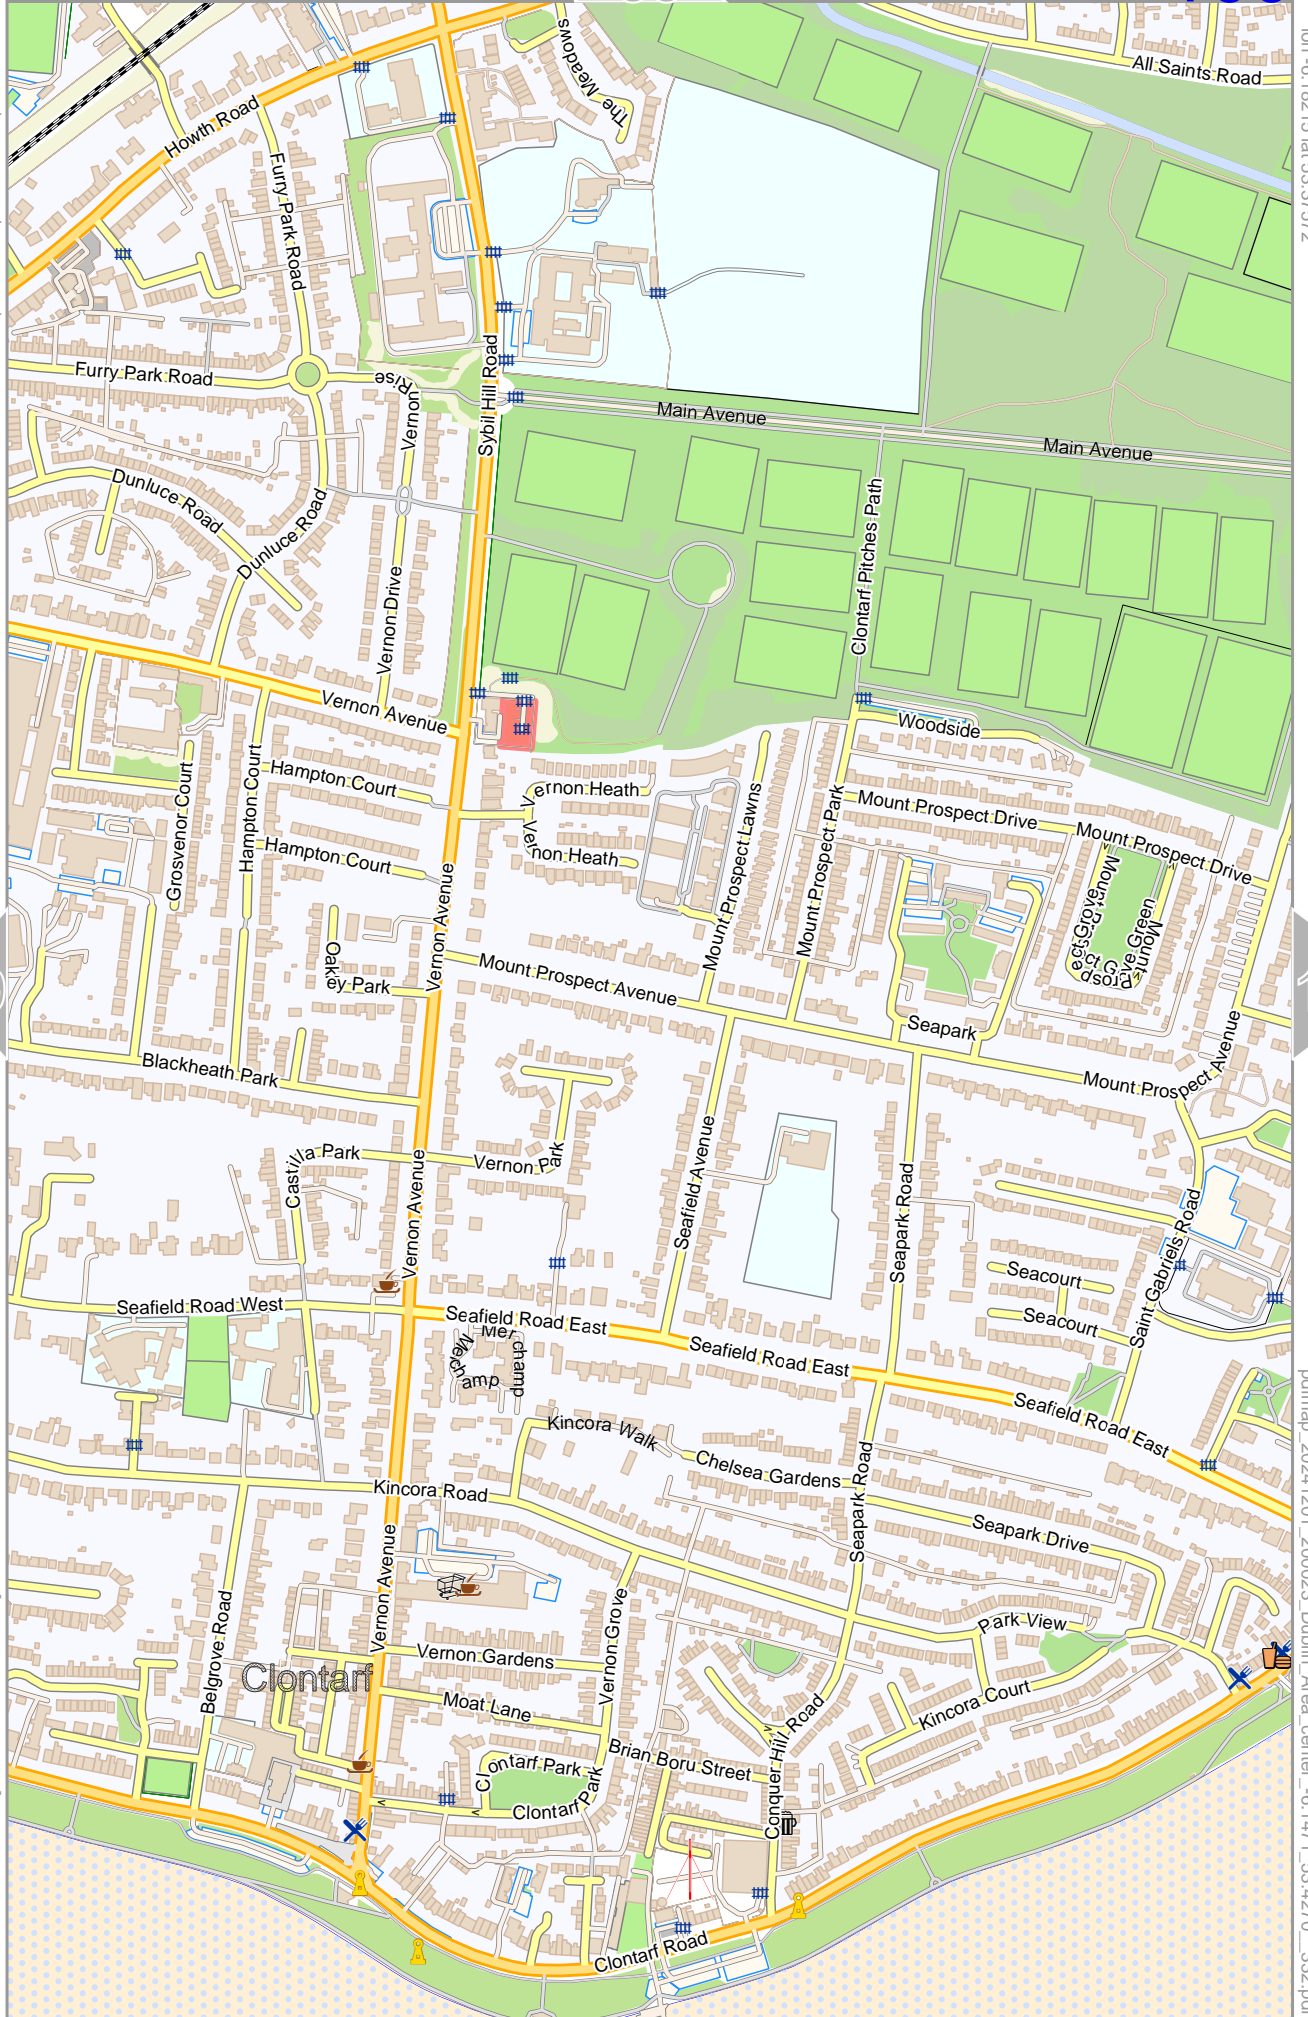 All Saints Road
The Meadows
Howth Road
Furry Park Road
Furry Park Road
Rise
Vernon
Sybil Hill Road
Main Avenue
Main Avenue
Dunluce Road
Dunluce Road
Clontarf Pitches Path
Vernon Drive
Vernon Avenue
Woodside
Hampton Court
Hampton Court
Hampton Court
Grosvenor Court
Vernon Heath
Vernon Heath
Mount Prospect Lawns
Mount Prospect Park
Mount Prospect Drive
Mount Prospect Drive
Vernon Avenue
Oakley Park
Mount Prospect Avenue
Seapark
Blackheath Park
Mount Prospect Avenue
Castilla Park
Vernon Park
Vernon Avenue
Seafield Avenue
Seapark Road
Saint Gabriels Road
Seacourt
Seacourt
Seafield Road West
Seafield Road East
Merchamp
Merchamp
Seafield Road East
Seafield Road East
Kincora Walk
Chelsea Gardens
Seapark Road
Kincora Road
Seapark Drive
Vernon Avenue
Belgrove Road
Vernon Grove
Park View
Vernon Gardens
Clontarf
Moat Lane
Kincora Court
Conquer Hill Road
Brian Boru Street
Clontarf Park
Clontarf Park
Clontarf Road